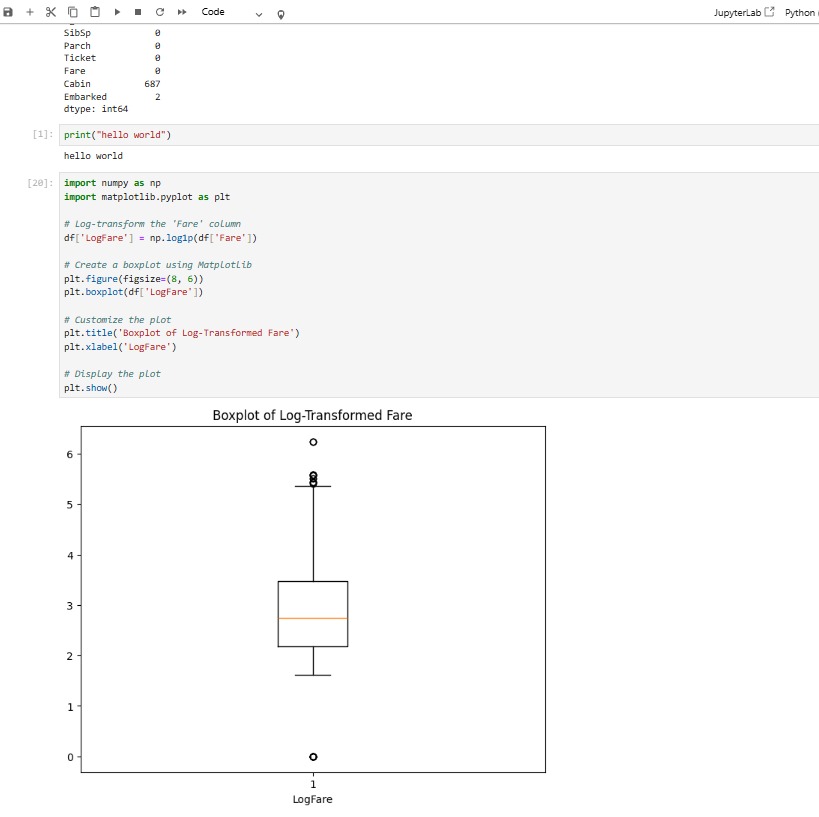 Code
JupyterLab
Python
SibSp 0
Parch 0
Ticket 0
Fare 0
Cabin 687
Embarked 2
dtype: int64
[1]: print("hello world")
hello world
[20]: import numpy as np
import matplotlib.pyplot as plt
# Log-transform the 'Fare' column
df['LogFare'] = np.log1p(df['Fare'])
# Create a boxplot using Matplotlib
plt.figure(figsize=(8, 6))
plt.boxplot(df['LogFare'])
# Customize the plot
plt.title('Boxplot of Log-Transformed Fare')
plt.xlabel('LogFare')
# Display the plot
plt.show()
Boxplot of Log-Transformed Fare
6
5
4
3
2
1
0
1
LogFare